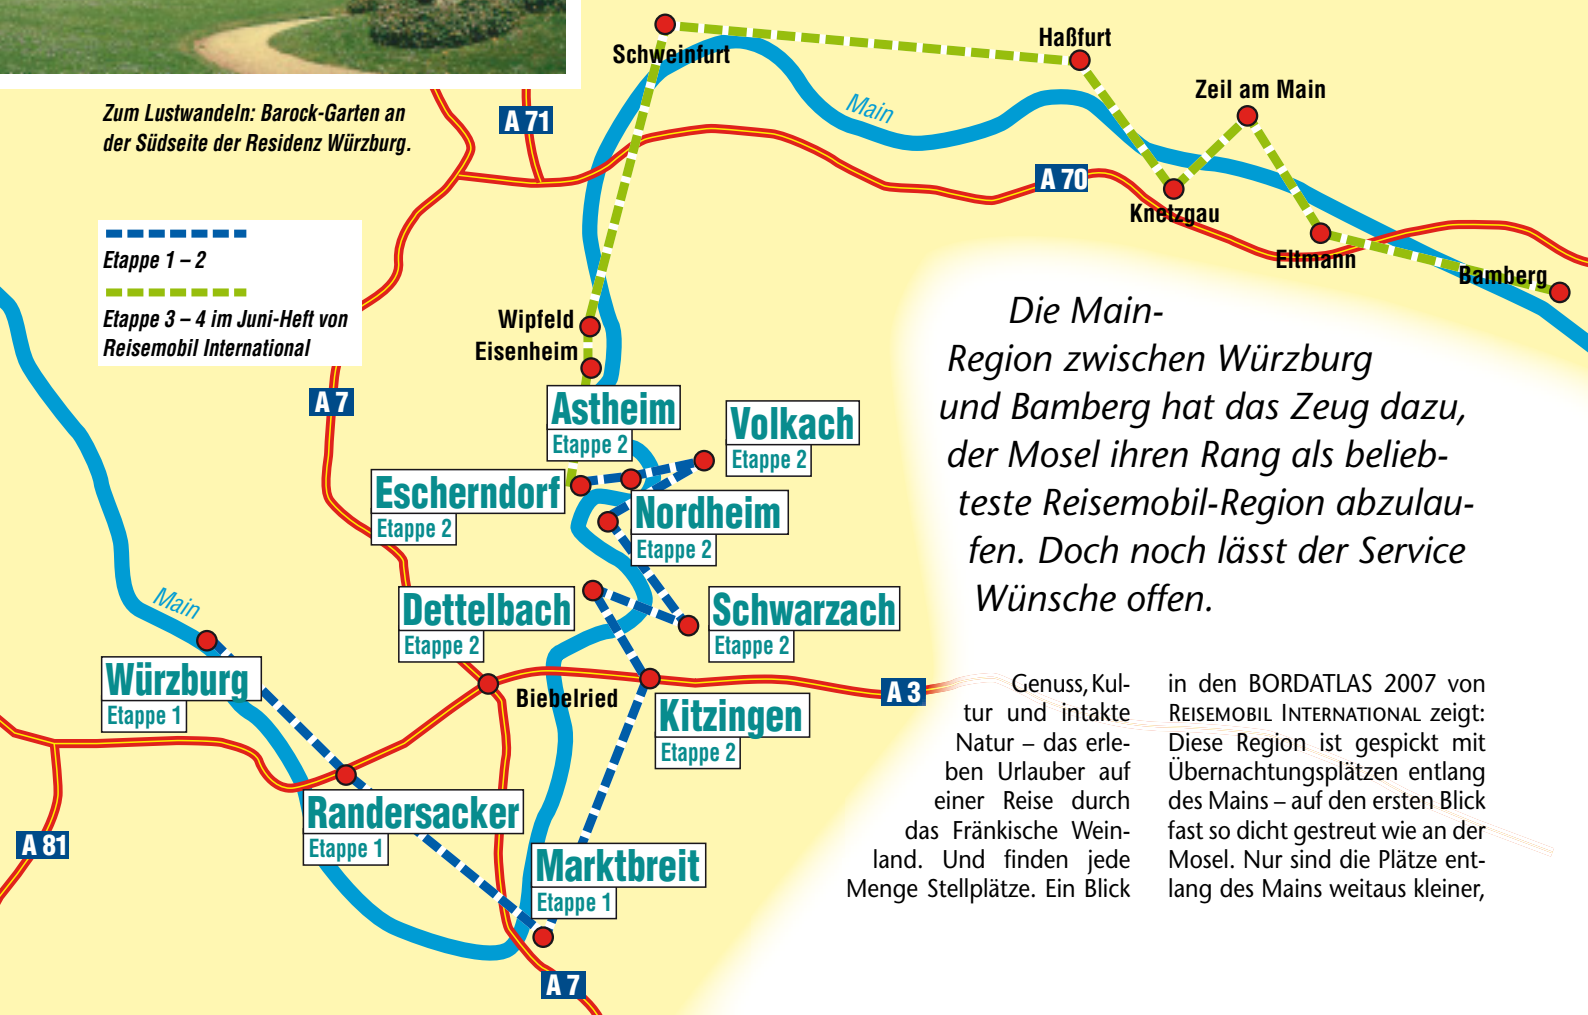 Zum Lustwandeln: Barock-Garten an
der Südseite der Residenz Würzburg.
Etappe 1 – 2
Etappe 3 – 4 im Juni-Heft von
Reisemobil International
A 71
Schweinfurt
Main
Haßfurt
Zeil am Main
A 70
Knetzgau
Eltmann
Bamberg
Wipfeld
Eisenheim
A 7
Astheim
Etappe 2
Volkach
Etappe 2
Escherndorf
Etappe 2
Nordheim
Etappe 2
Dettelbach
Etappe 2
Schwarzach
Etappe 2
Main
Würzburg
Etappe 1
Biebelried
Kitzingen
Etappe 2
A 3
Randersacker
Etappe 1
A 81
Marktbreit
Etappe 1
A 7
Die Main-
Region zwischen Würzburg
und Bamberg hat das Zeug dazu,
der Mosel ihren Rang als belieb-
teste Reisemobil-Region abzulau-
fen. Doch noch lässt der Service
Wünsche offen.
Genuss, Kul-
tur und intakte
Natur – das erle-
ben Urlauber auf
einer Reise durch
das Fränkische Wein-
land. Und finden jede
Menge Stellplätze. Ein Blick
in den BORDATLAS 2007 von
REISEMOBIL INTERNATIONAL zeigt:
Diese Region ist gespickt mit
Übernachtungsplätzen entlang
des Mains – auf den ersten Blick
fast so dicht gestreut wie an der
Mosel. Nur sind die Plätze ent-
lang des Mains weitaus kleiner,